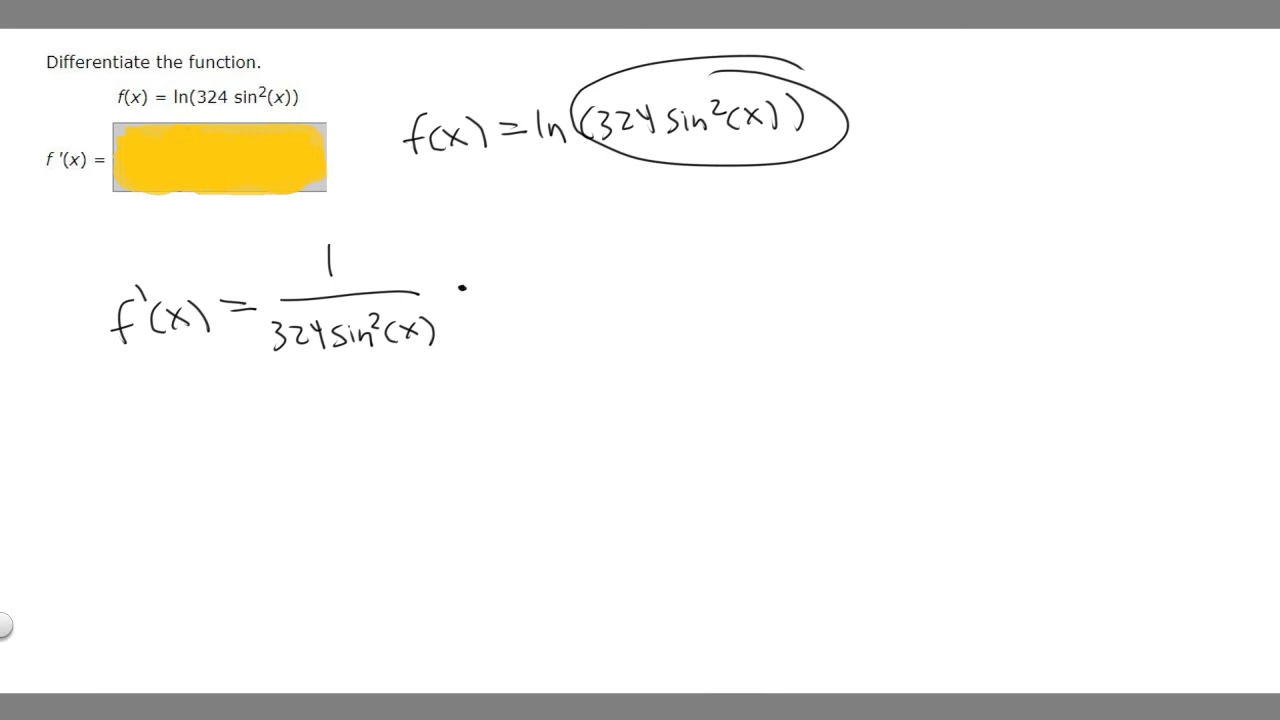 Differentiate the function.
f(x) = ln(324 sin²(x))
f '(x) =
f(x) = ln(324 sin²(x))
f'(x) = 1/324 sin²(x) ·